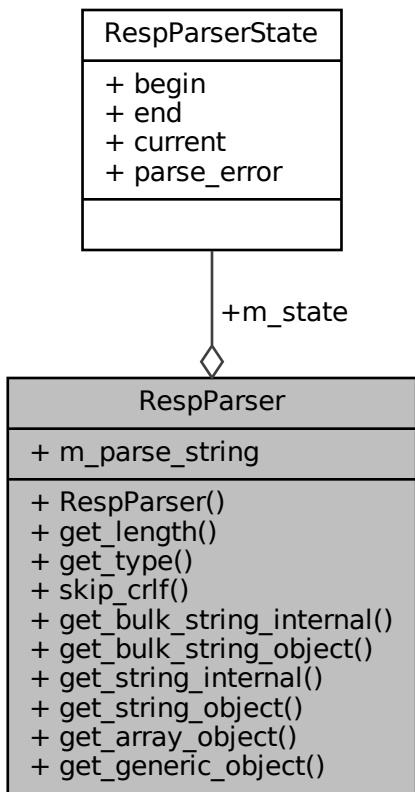 RespParserState
+ begin
+ end
+ current
+ parse_error
+m_state
RespParser
+ m_parse_string
+ RespParser()
+ get_length()
+ get_type()
+ skip_crlf()
+ get_bulk_string_internal()
+ get_bulk_string_object()
+ get_string_internal()
+ get_string_object()
+ get_array_object()
+ get_generic_object()